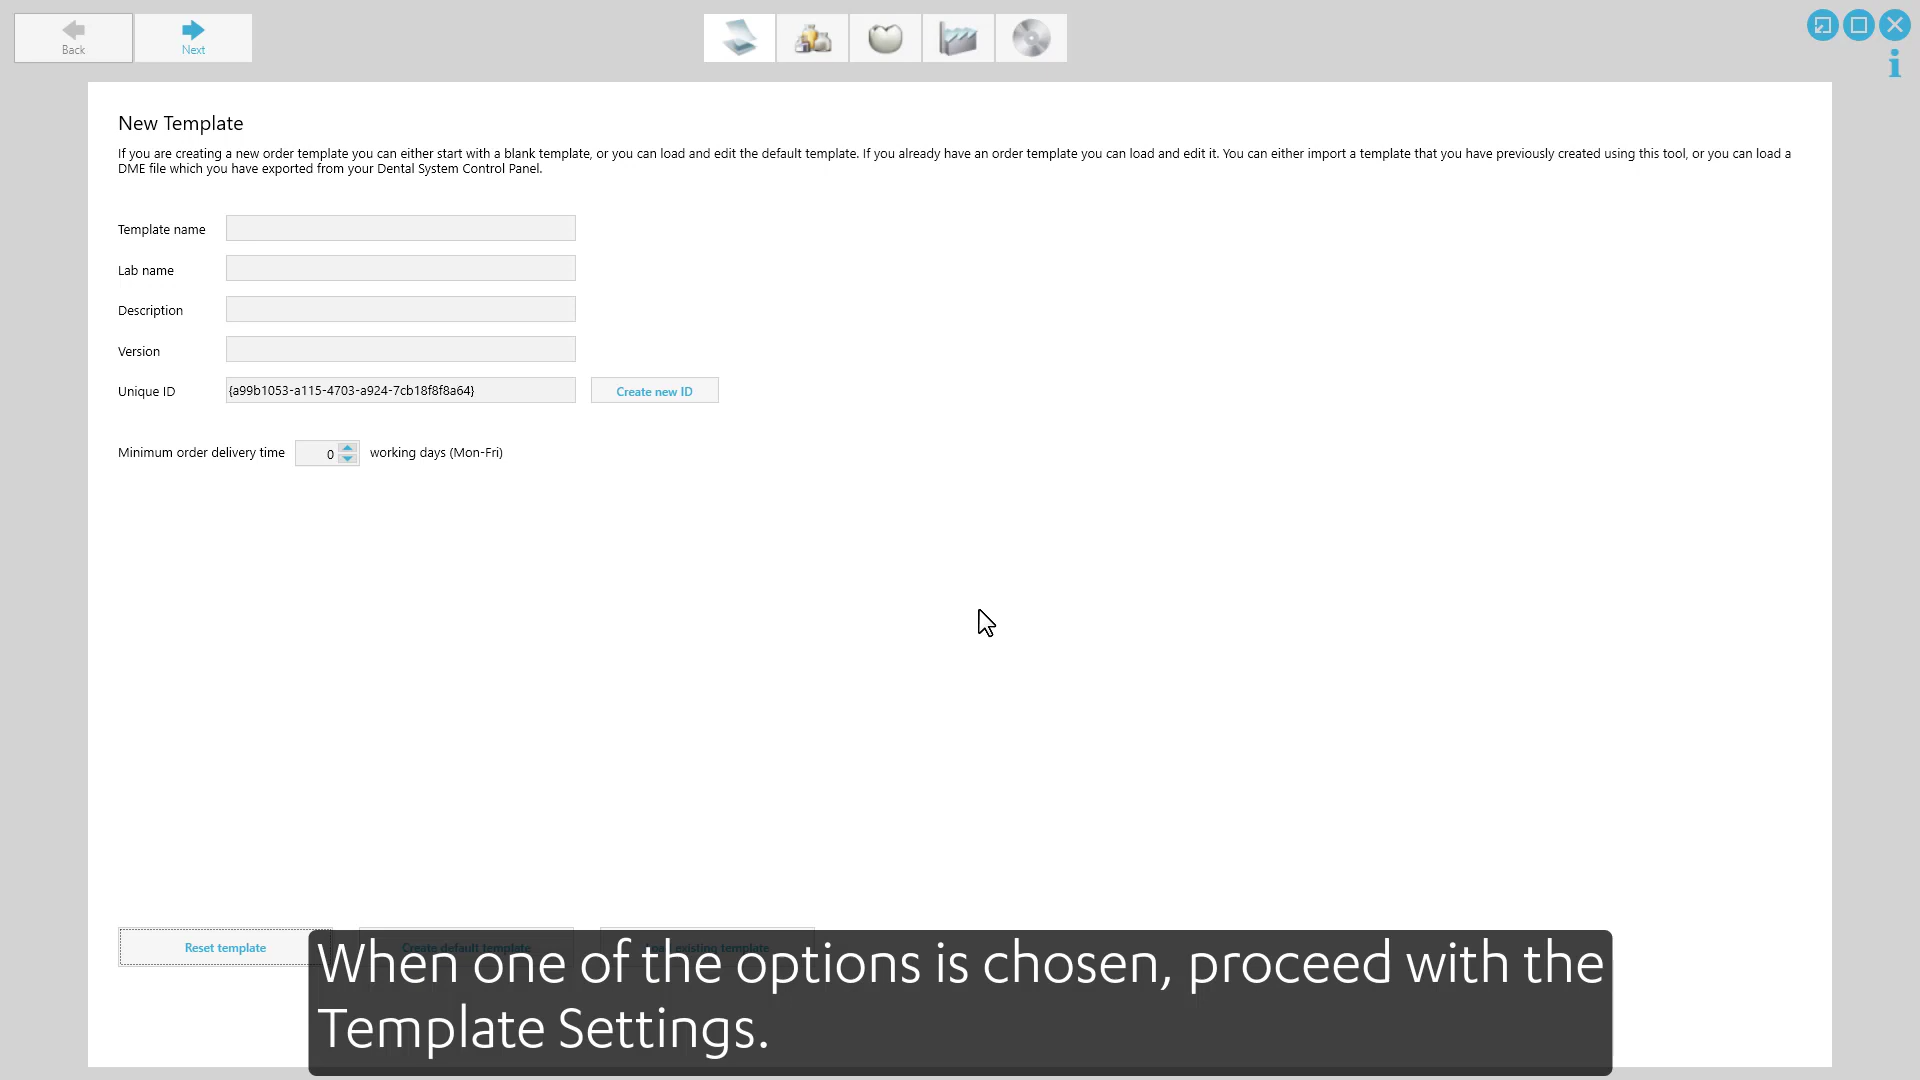 Back
Next
New Template
If you are creating a new order template you can either start with a blank template, or you can load and edit the default template. If you already have an order template you can load and edit it. You can either import a template that you have previously created using this tool, or you can load a
DME file which you have exported from your Dental System Control Panel.
Template name
Lab name
Description
Version
Unique ID {a99b1053-a115-4703-a924-7cb18f8f8a64} Create new ID
Minimum order delivery time 0 working days (Mon-Fri)
Reset template Create default template existing template
When one of the options is chosen, proceed with the
Template Settings.